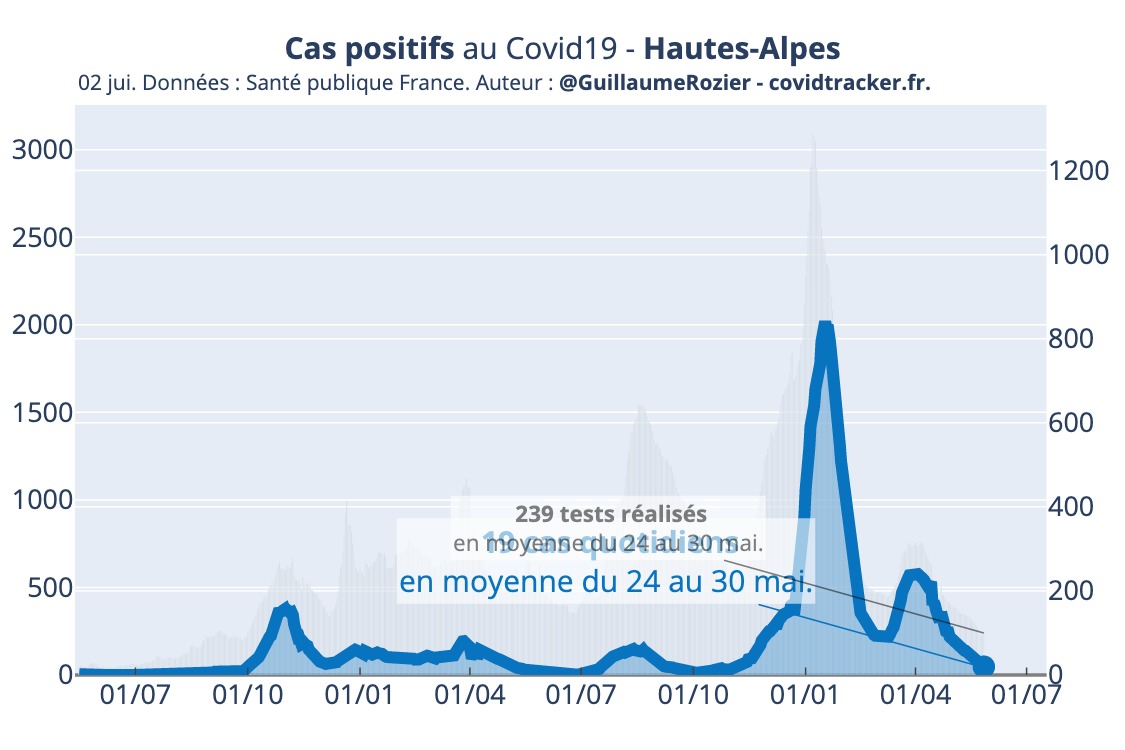 Cas positifs au Covid19 - Hautes-Alpes
02 jui. Données : Santé publique France. Auteur : @GuillaumeRozier - covidtracker.fr.
3000
2500
2000
1500
1000
500
0
1200
1000
800
600
400
200
0
239 tests réalisés
en moyenne du 24 au 30 mai.
19 cas quotidiens
en moyenne du 24 au 30 mai.
01/07 01/10 01/01 01/04 01/07 01/10 01/01 01/04 01/07